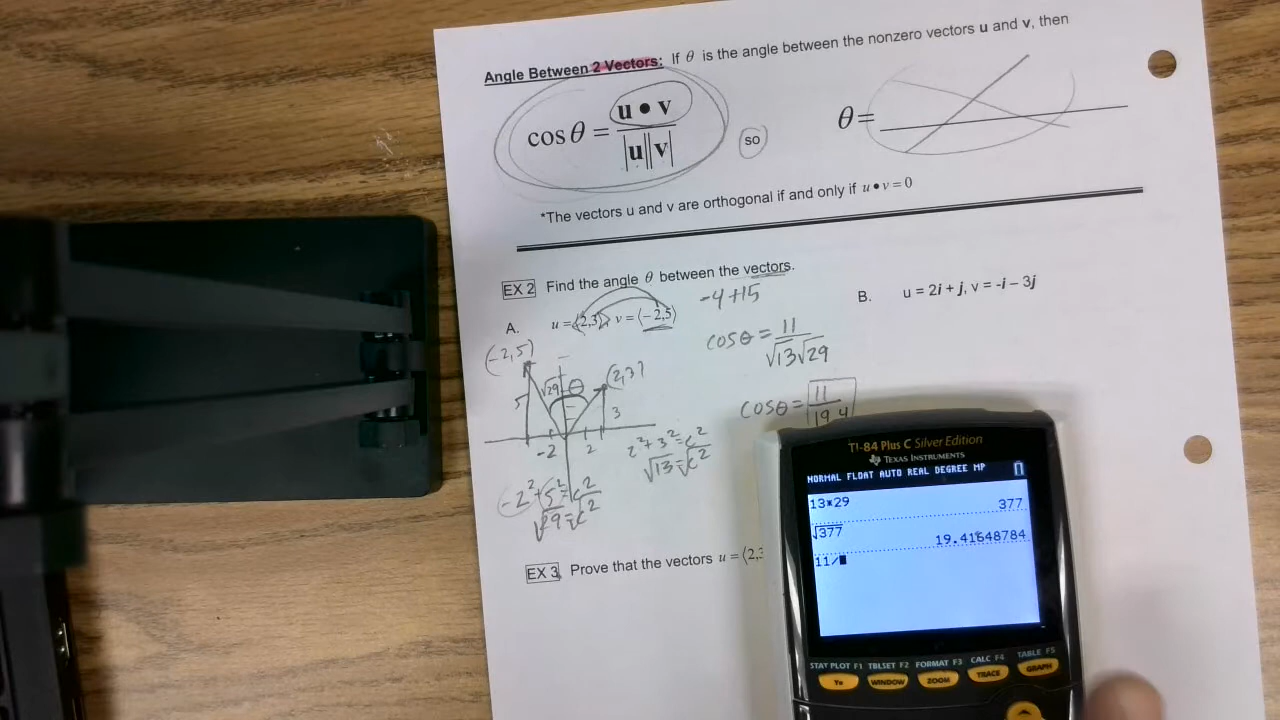 Angle Between 2 Vectors: If θ is the angle between the nonzero vectors u and v, then
cosθ = u • v / |u||v|
so
θ=
*The vectors u and v are orthogonal if and only if u • v = 0
EX 2 Find the angle θ between the vectors.
A. u = ⟨2,3⟩, v = ⟨−2,5⟩
-4+15
B. u = 2i + j, v = -i – 3j
cosθ = 11 / √13√29
(-2,5)
(2,3)
√29 θ
5
3
-2 2
cosθ = 11 / 19.4
2²+3²=c²
√13=√c²
-2²+5²=c²
√29=√c²
EX 3 Prove that the vectors u = ⟨2,3
TI-84 Plus C Silver Edition
TEXAS INSTRUMENTS
NORMAL FLOAT AUTO REAL DEGREE MP
13*29
377
√377
19.41648784
11/
STAT PLOT F1 TBLSET F2 FORMAT F3 CALC F4 TABLE F5
Y= WINDOW ZOOM TRACE GRAPH